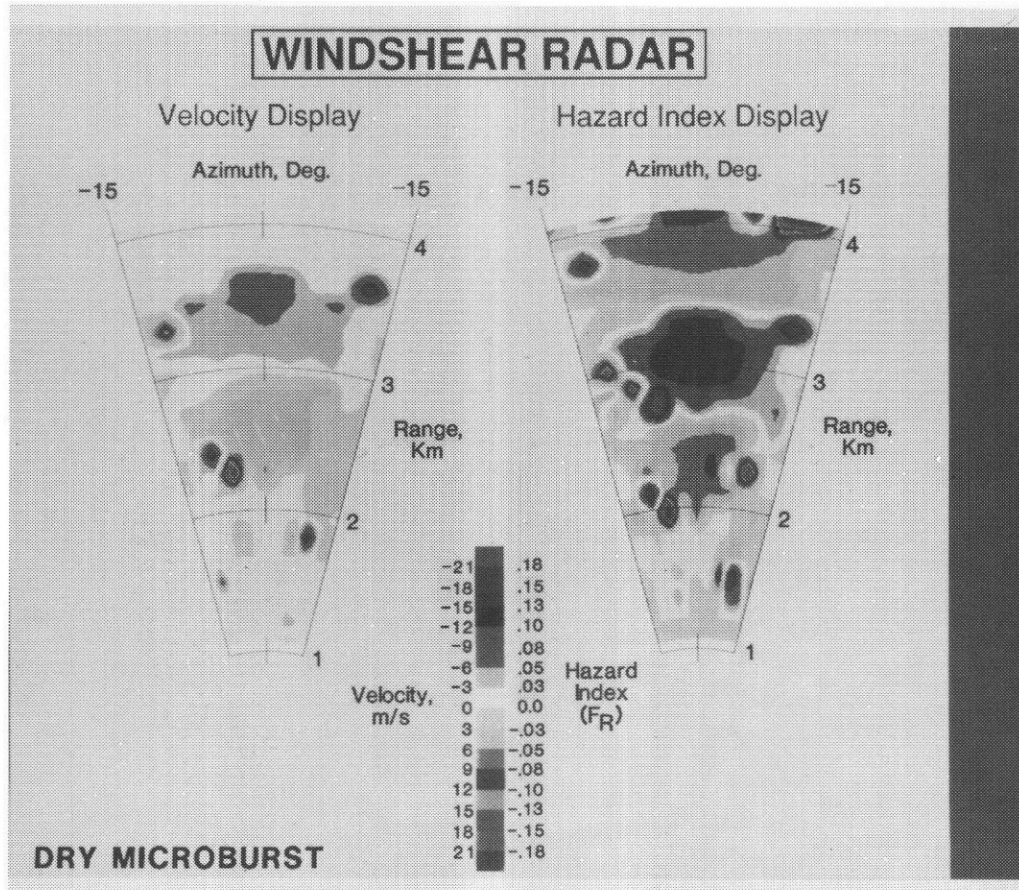 WINDSHEAR RADAR
Velocity Display
Hazard Index Display
Azimuth, Deg.
Azimuth, Deg.
-15
-15
-15
-15
4
4
3
3
Range,
Km
Range,
Km
2
2
1
1
-21 .18
-18 .15
-15 .13
-12 .10
-9 .08
-6 .05
-3 .03
0 0.0
3 -.03
6 -.05
9 -.08
12 -.10
15 -.13
18 -.15
21 -.18
Velocity,
m/s
Hazard
Index
(FR)
DRY MICROBURST